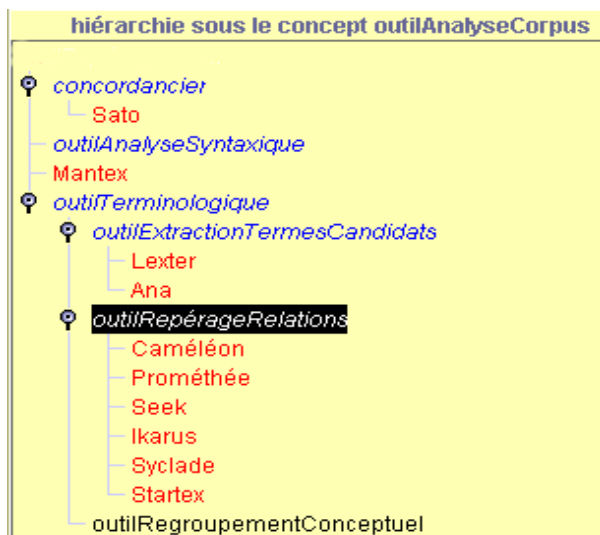 hiérarchie sous le concept outilAnalyseCorpus
concordancier
Sato
outilAnalyseSyntaxique
Mantex
outilTerminologique
outilExtractionTermesCandidats
Lexter
Ana
outilRepérageRelations
Caméléon
Prométhée
Seek
Ikarus
Syclade
Startex
outilRegroupementConceptuel